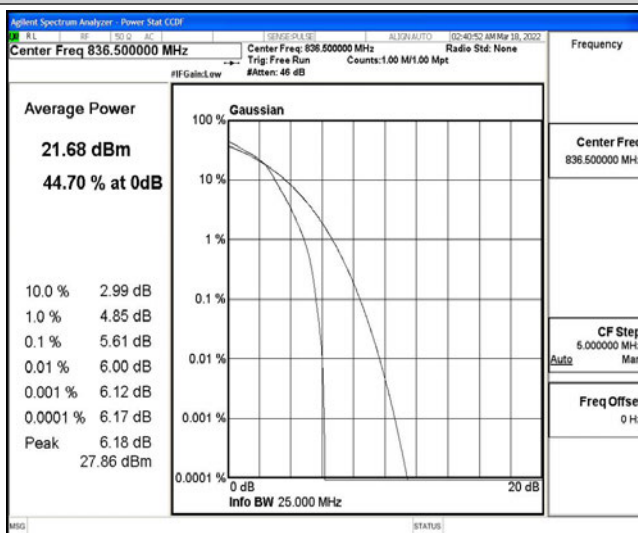 Agilent Spectrum Analyzer - Power Stat CCDF
RL RF 50 Ω AC SENSE:PULSE ALIGN AUTO 02:40:52 AM Mar 18, 2022
Center Freq 836.500000 MHz
Center Freq: 836.500000 MHz Radio Std: None
Trig: Free Run Counts:1.00 M/1.00 Mpt
#IFGain:Low #Atten: 46 dB
Frequency
Average Power
21.68 dBm
44.70 % at 0dB
10.0 % 2.99 dB
1.0 % 4.85 dB
0.1 % 5.61 dB
0.01 % 6.00 dB
0.001 % 6.12 dB
0.0001 % 6.17 dB
Peak 6.18 dB
27.86 dBm
Gaussian
100 %
10 %
1 %
0.1 %
0.01 %
0.001 %
0.0001 %
0 dB 20 dB
Info BW 25.000 MHz
Center Freq
836.500000 MHz
CF Step
5.000000 MHz
Auto Man
Freq Offse
0 Hz
MSG STATUS